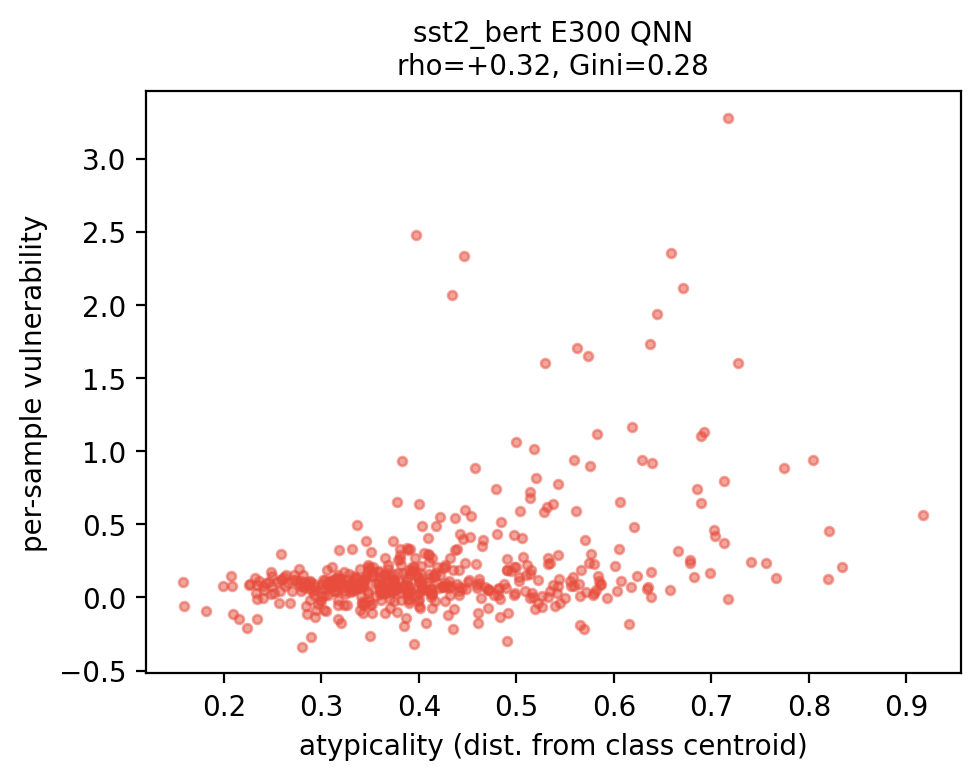 sst2_bert E300 QNN
rho=+0.32, Gini=0.28
per-sample vulnerability
3.0
2.5
2.0
1.5
1.0
0.5
0.0
−0.5
0.2 0.3 0.4 0.5 0.6 0.7 0.8 0.9
atypicality (dist. from class centroid)